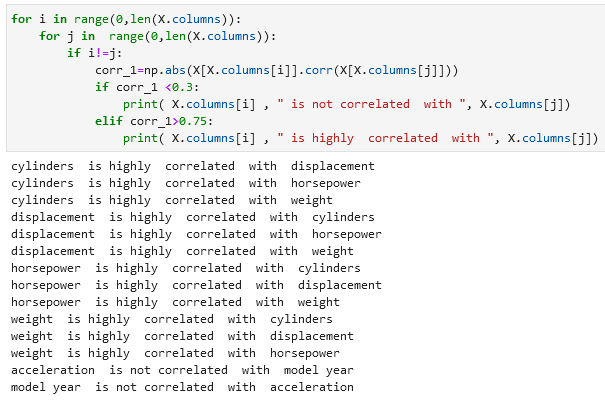 for i in range(0,len(X.columns)):
    for j in  range(0,len(X.columns)):
        if i!=j:
            corr_1=np.abs(X[X.columns[i]].corr(X[X.columns[j]]))
            if corr_1 <0.3:
                print( X.columns[i] , " is not correlated  with ", X.columns[j])
            elif corr_1>0.75:
                print( X.columns[i] , " is highly  correlated  with ", X.columns[j])
cylinders  is highly  correlated  with  displacement
cylinders  is highly  correlated  with  horsepower
cylinders  is highly  correlated  with  weight
displacement  is highly  correlated  with  cylinders
displacement  is highly  correlated  with  horsepower
displacement  is highly  correlated  with  weight
horsepower  is highly  correlated  with  cylinders
horsepower  is highly  correlated  with  displacement
horsepower  is highly  correlated  with  weight
weight  is highly  correlated  with  cylinders
weight  is highly  correlated  with  displacement
weight  is highly  correlated  with  horsepower
acceleration  is not correlated  with  model year
model year  is not correlated  with  acceleration